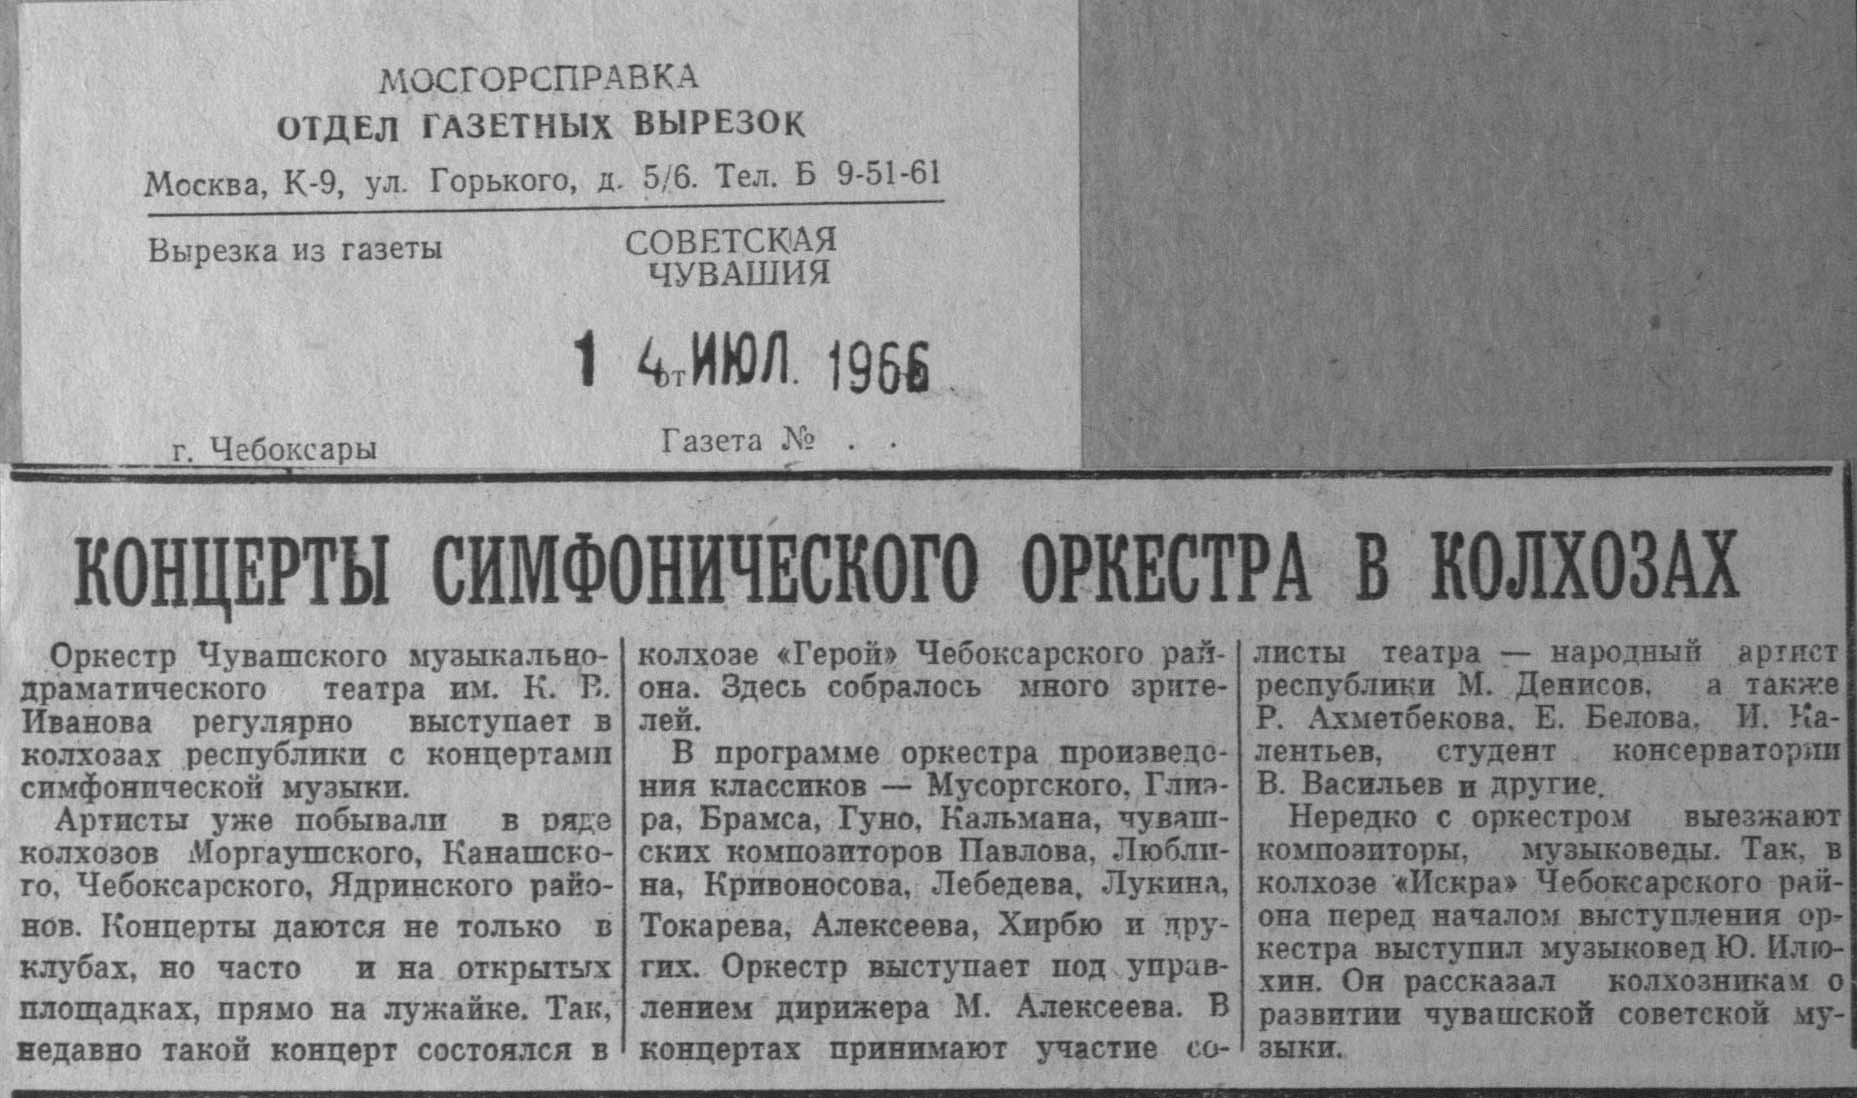 МОСГОРСПРАВКА
ОТДЕЛ ГАЗЕТНЫХ ВЫРЕЗОК
Москва, К-9, ул. Горького, д. 5/6. Тел. Б 9-51-61
Вырезка из газеты
СОВЕТСКАЯ
ЧУВАШИЯ
1 4 от ИЮЛ. 1966
г. Чебоксары
Газета № . .
КОНЦЕРТЫ СИМФОНИЧЕСКОГО ОРКЕСТРА В КОЛХОЗАХ
Оркестр Чувашского музыкально-
драматического театра им. К. В.
Иванова регулярно выступает в
колхозах республики с концертами
симфонической музыки.
Артисты уже побывали в ряде
колхозов Моргаушского, Канашско-
го, Чебоксарского, Ядринского райо-
нов. Концерты даются не только в
клубах, но часто и на открытых
площадках, прямо на лужайке. Так,
недавно такой концерт состоялся в
колхозе «Герой» Чебоксарского рай-
она. Здесь собралось много зрите-
лей.
В программе оркестра произведе-
ния классиков — Мусоргского, Глиэ-
ра, Брамса, Гуно, Кальмана, чуваш-
ских композиторов Павлова, Любли-
на, Кривоносова, Лебедева, Лукина,
Токарева, Алексеева, Хирбю и дру-
гих. Оркестр выступает под управ-
лением дирижера М. Алексеева. В
концертах принимают участие со-
листы театра — народный артист
республики М. Денисов, а также
Р. Ахметбекова, Е. Белова, И. Ка-
лентьев, студент консерватории
В. Васильев и другие.
Нередко с оркестром выезжают
композиторы, музыковеды. Так, в
колхозе «Искра» Чебоксарского рай-
она перед началом выступления ор-
кестра выступил музыковед Ю. Илю-
хин. Он рассказал колхозникам о
развитии чувашской советской му-
зыки.